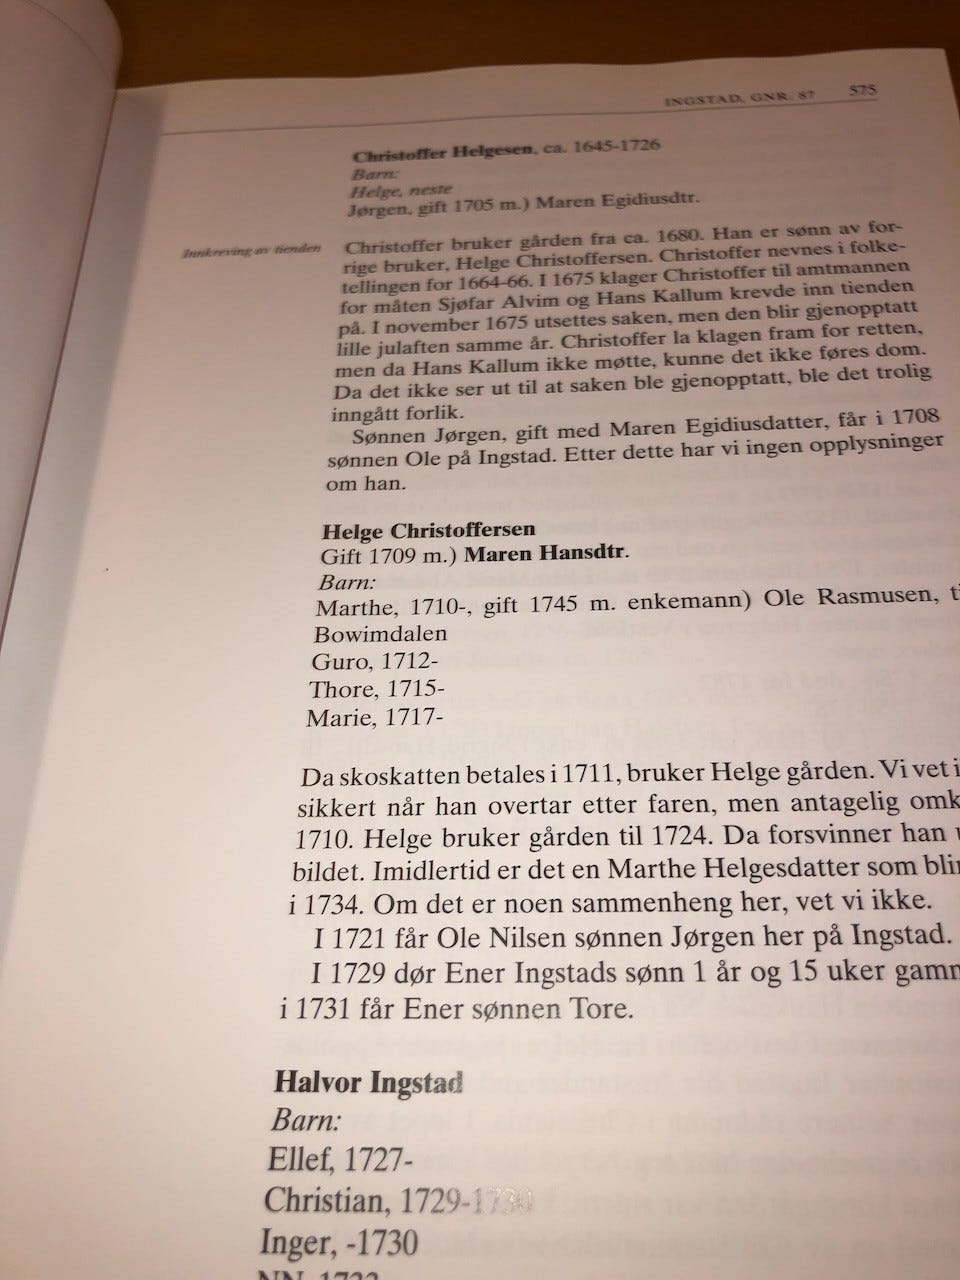 INGSTAD, GNR. 87 575
Christoffer Helgesen, ca. 1645-1726
Barn:
Helge, neste
Jørgen, gift 1705 m.) Maren Egidiusdtr.
Innkreving av tienden
Christoffer bruker gården fra ca. 1680. Han er sønn av for-
rige bruker, Helge Christoffersen. Christoffer nevnes i folke-
tellingen for 1664-66. I 1675 klager Christoffer til amtmannen
for måten Sjøfar Alvim og Hans Kallum krevde inn tienden
på. I november 1675 utsettes saken, men den blir gjenopptatt
lille julaften samme år. Christoffer la klagen fram for retten,
men da Hans Kallum ikke møtte, kunne det ikke føres dom.
Da det ikke ser ut til at saken ble gjenopptatt, ble det trolig
inngått forlik.
Sønnen Jørgen, gift med Maren Egidiusdatter, får i 1708
sønnen Ole på Ingstad. Etter dette har vi ingen opplysninger
om han.
Helge Christoffersen
Gift 1709 m.) Maren Hansdtr.
Barn:
Marthe, 1710-, gift 1745 m. enkemann) Ole Rasmusen,
Bowimdalen
Guro, 1712-
Thore, 1715-
Marie, 1717-
Da skoskatten betales i 1711, bruker Helge gården. Vi vet
sikkert når han overtar etter faren, men antagelig
1710. Helge bruker gården til 1724. Da forsvinner han
bildet. Imidlertid er det en Marthe Helgesdatter som
i 1734. Om det er noen sammenheng her, vet vi ikke.
I 1721 får Ole Nilsen sønnen Jørgen her på Ingstad.
I 1729 dør Ener Ingstads sønn 1 år og 15 uker
i 1731 får Ener sønnen Tore.
Halvor Ingstad
Barn:
Ellef, 1727-
Christian, 1729-1730
Inger, -1730